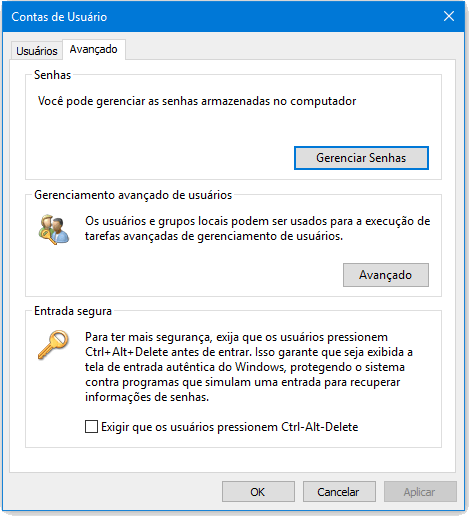 Contas de Usuário
Usuários
Avançado
Senhas
Você pode gerenciar as senhas armazenadas no computador
Gerenciar Senhas
Gerenciamento avançado de usuários
Os usuários e grupos locais podem ser usados para a execução de
tarefas avançadas de gerenciamento de usuários.
Avançado
Entrada segura
Para ter mais segurança, exija que os usuários pressionem
Ctrl+Alt+Delete antes de entrar. Isso garante que seja exibida a
tela de entrada autêntica do Windows, protegendo o sistema
contra programas que simulam uma entrada para recuperar
informações de senhas.
Exigir que os usuários pressionem Ctrl-Alt-Delete
OK
Cancelar
Aplicar